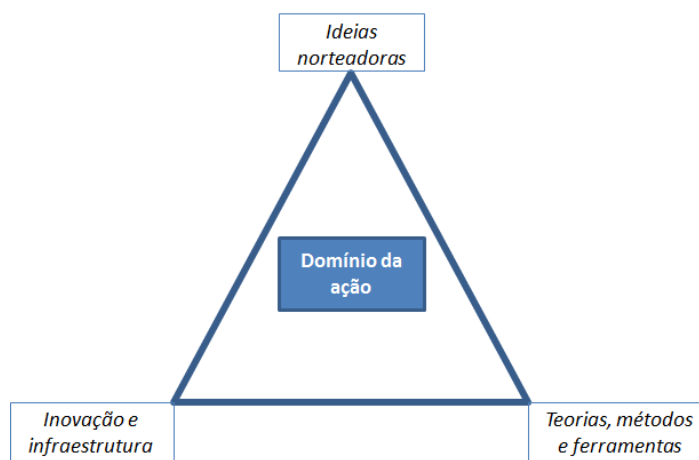 Ideias
norteadoras
Domínio da
ação
Inovação e
infraestrutura
Teorias, métodos
e ferramentas